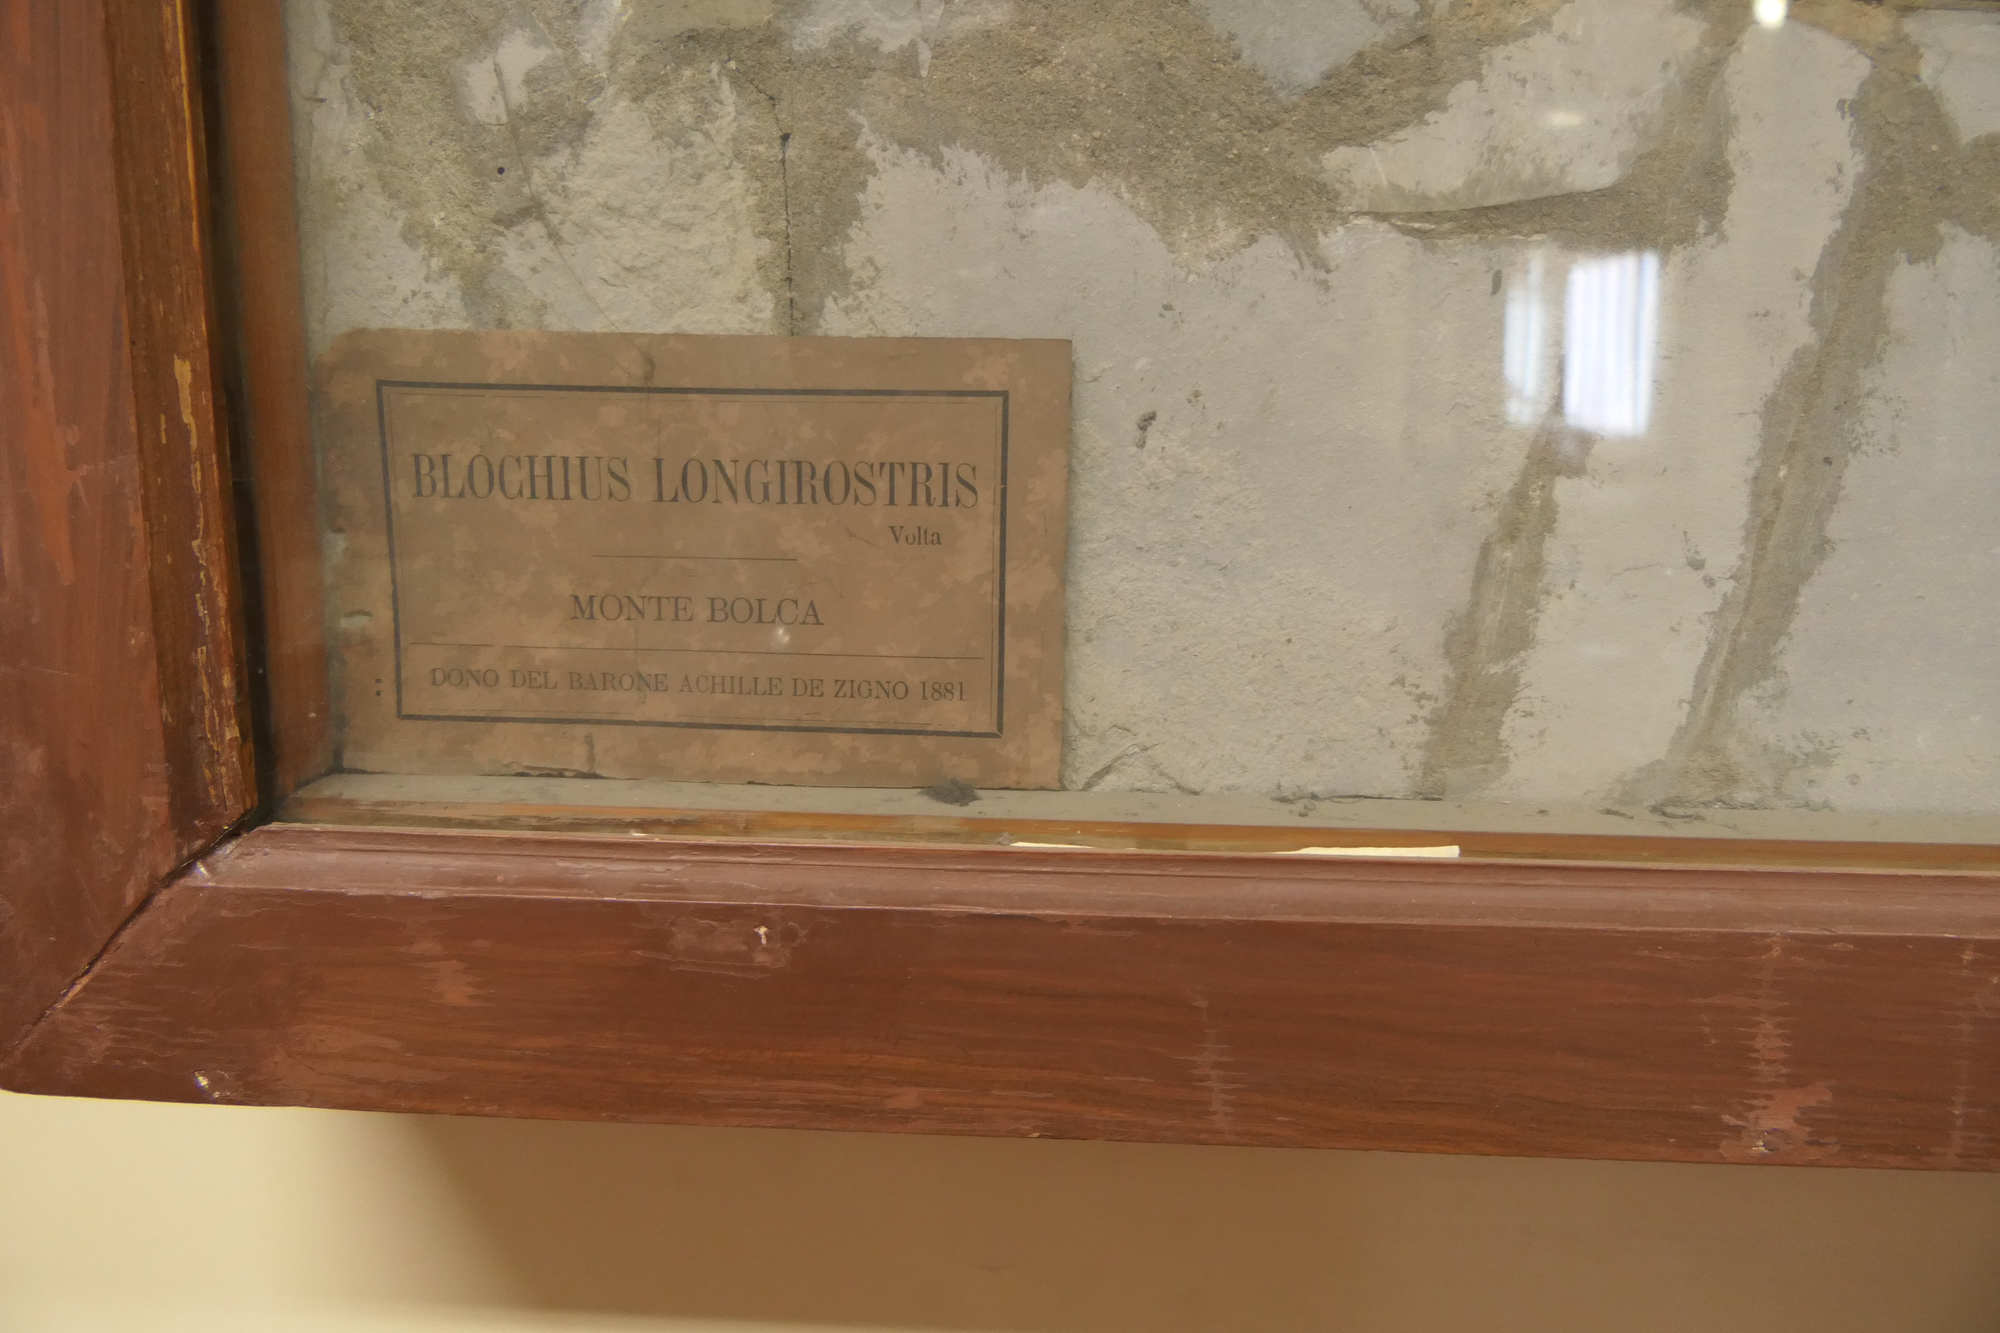 BLOCHIUS LONGIROSTRIS
Volta
MONTE BOLCA
DONO DEL BARONE ACHILLE DE ZIGNO 1881